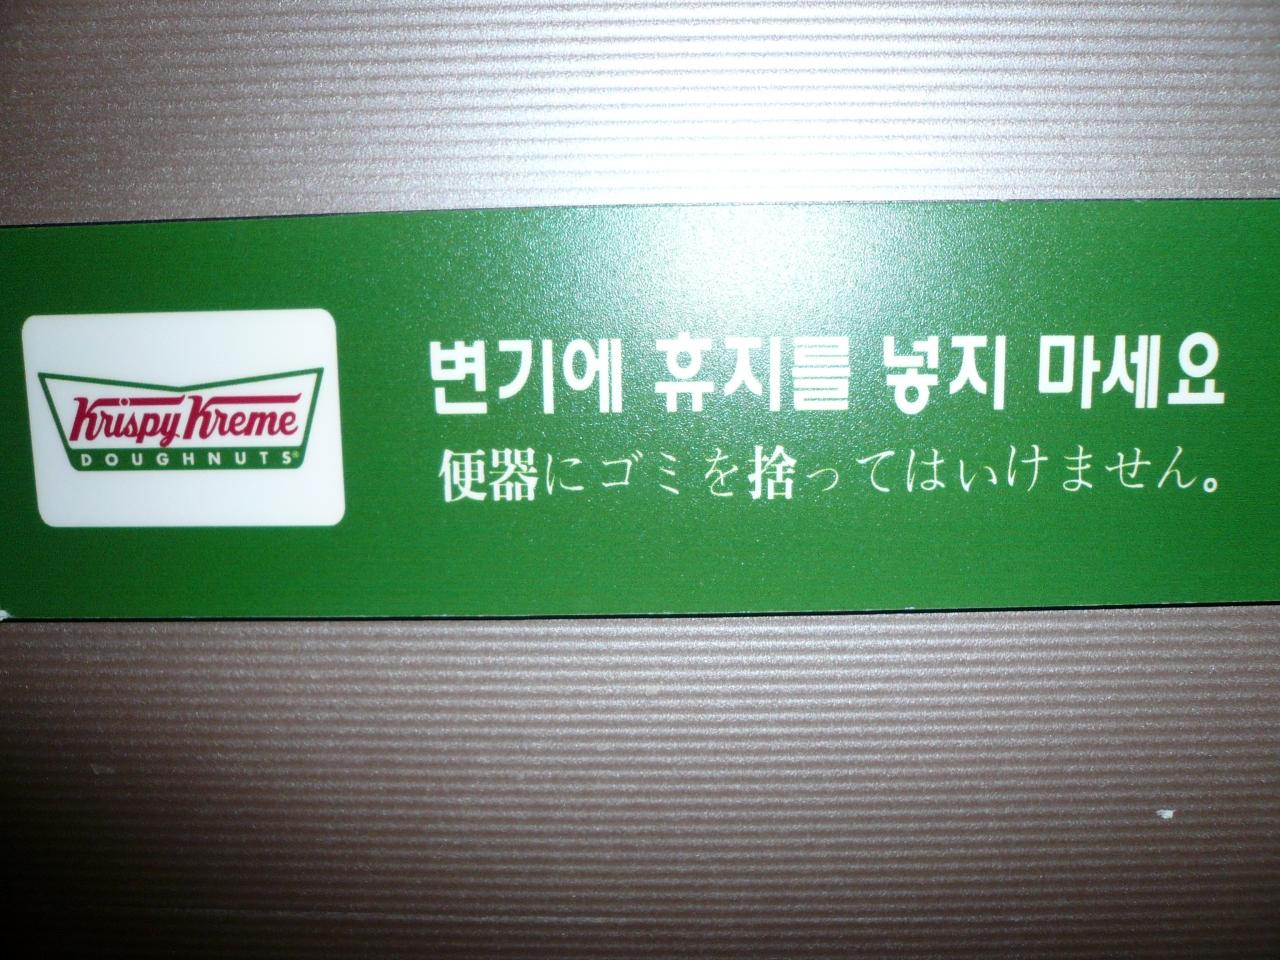 Krispy Kreme
DOUGHNUTS®
변기에 휴지를 넣지 마세요
便器にゴミを捨ってはいけません。